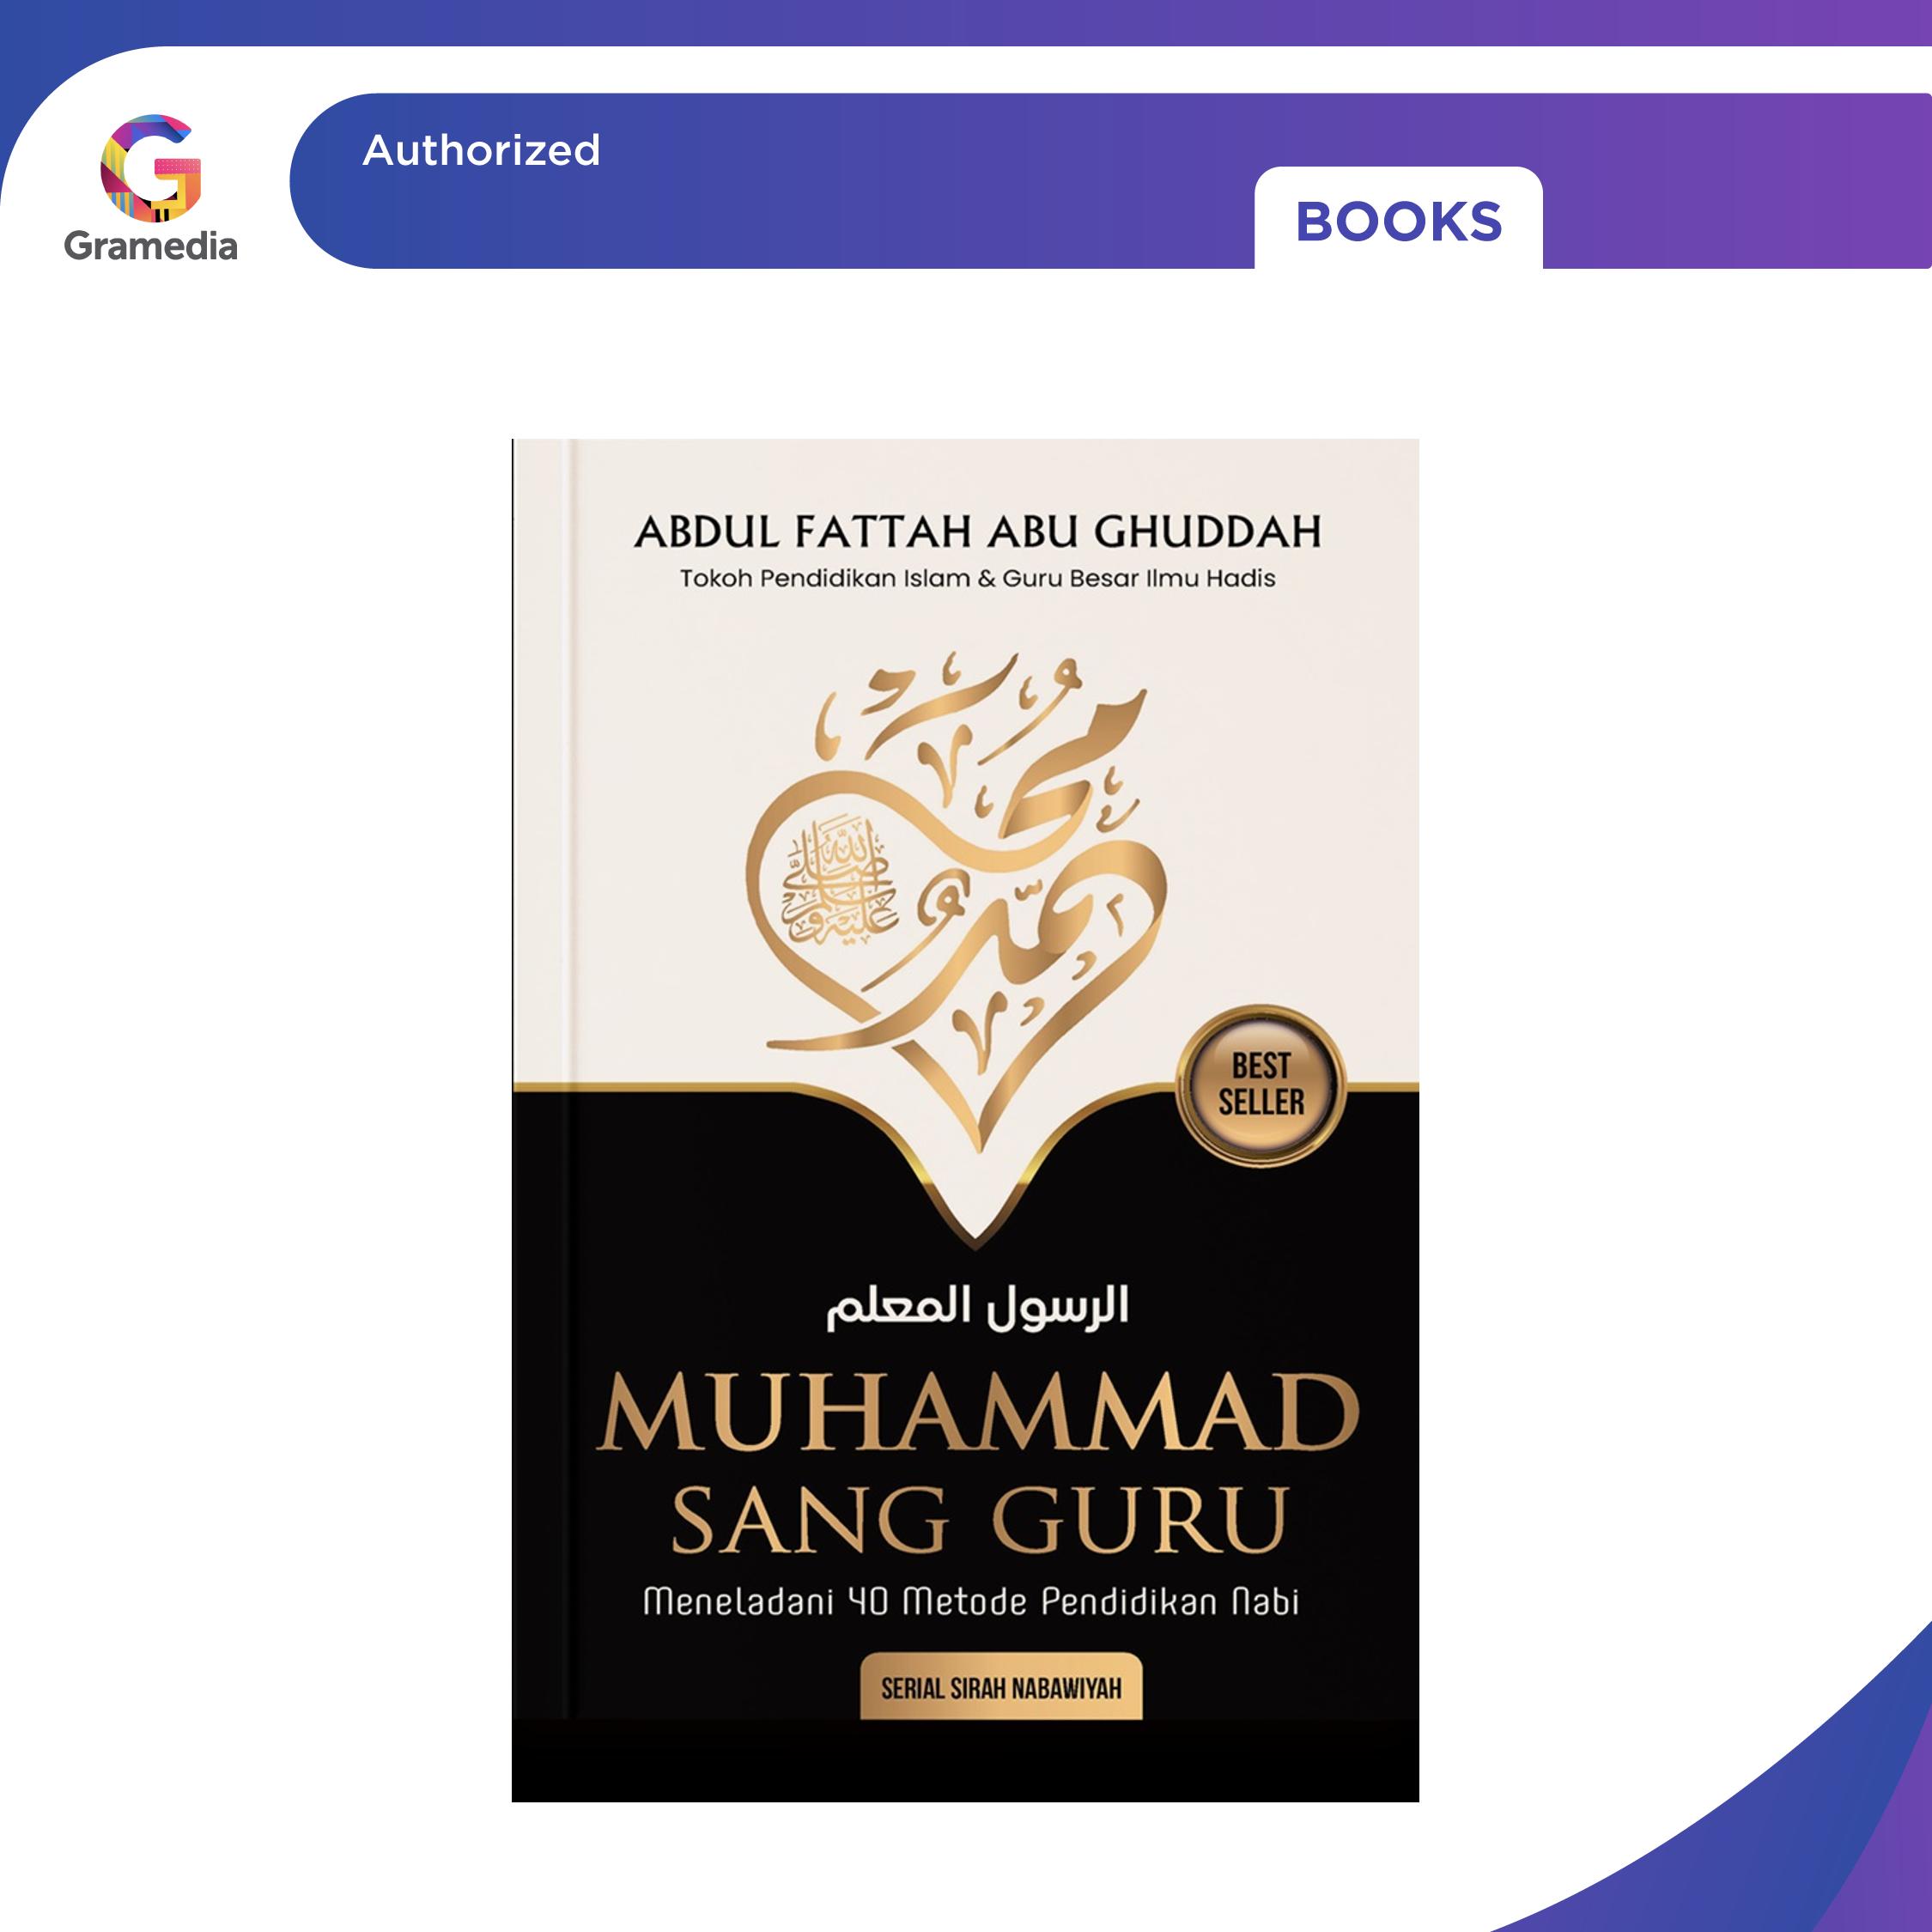 Gramedia
Authorized
BOOKS
ABDUL FATTAH ABU GHUDDAH
Tokoh Pendidikan Islam & Guru Besar Ilmu Hadis
محمد
صلى الله عليه وسلم
BEST
SELLER
الرسول المعلم
MUHAMMAD
SANG GURU
Meneladani 40 Metode Pendidikan Nabi
SERIAL SIRAH NABAWIYAH